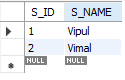 S_ID S_NAME
1 Vipul
2 Vimal
NULL NULL